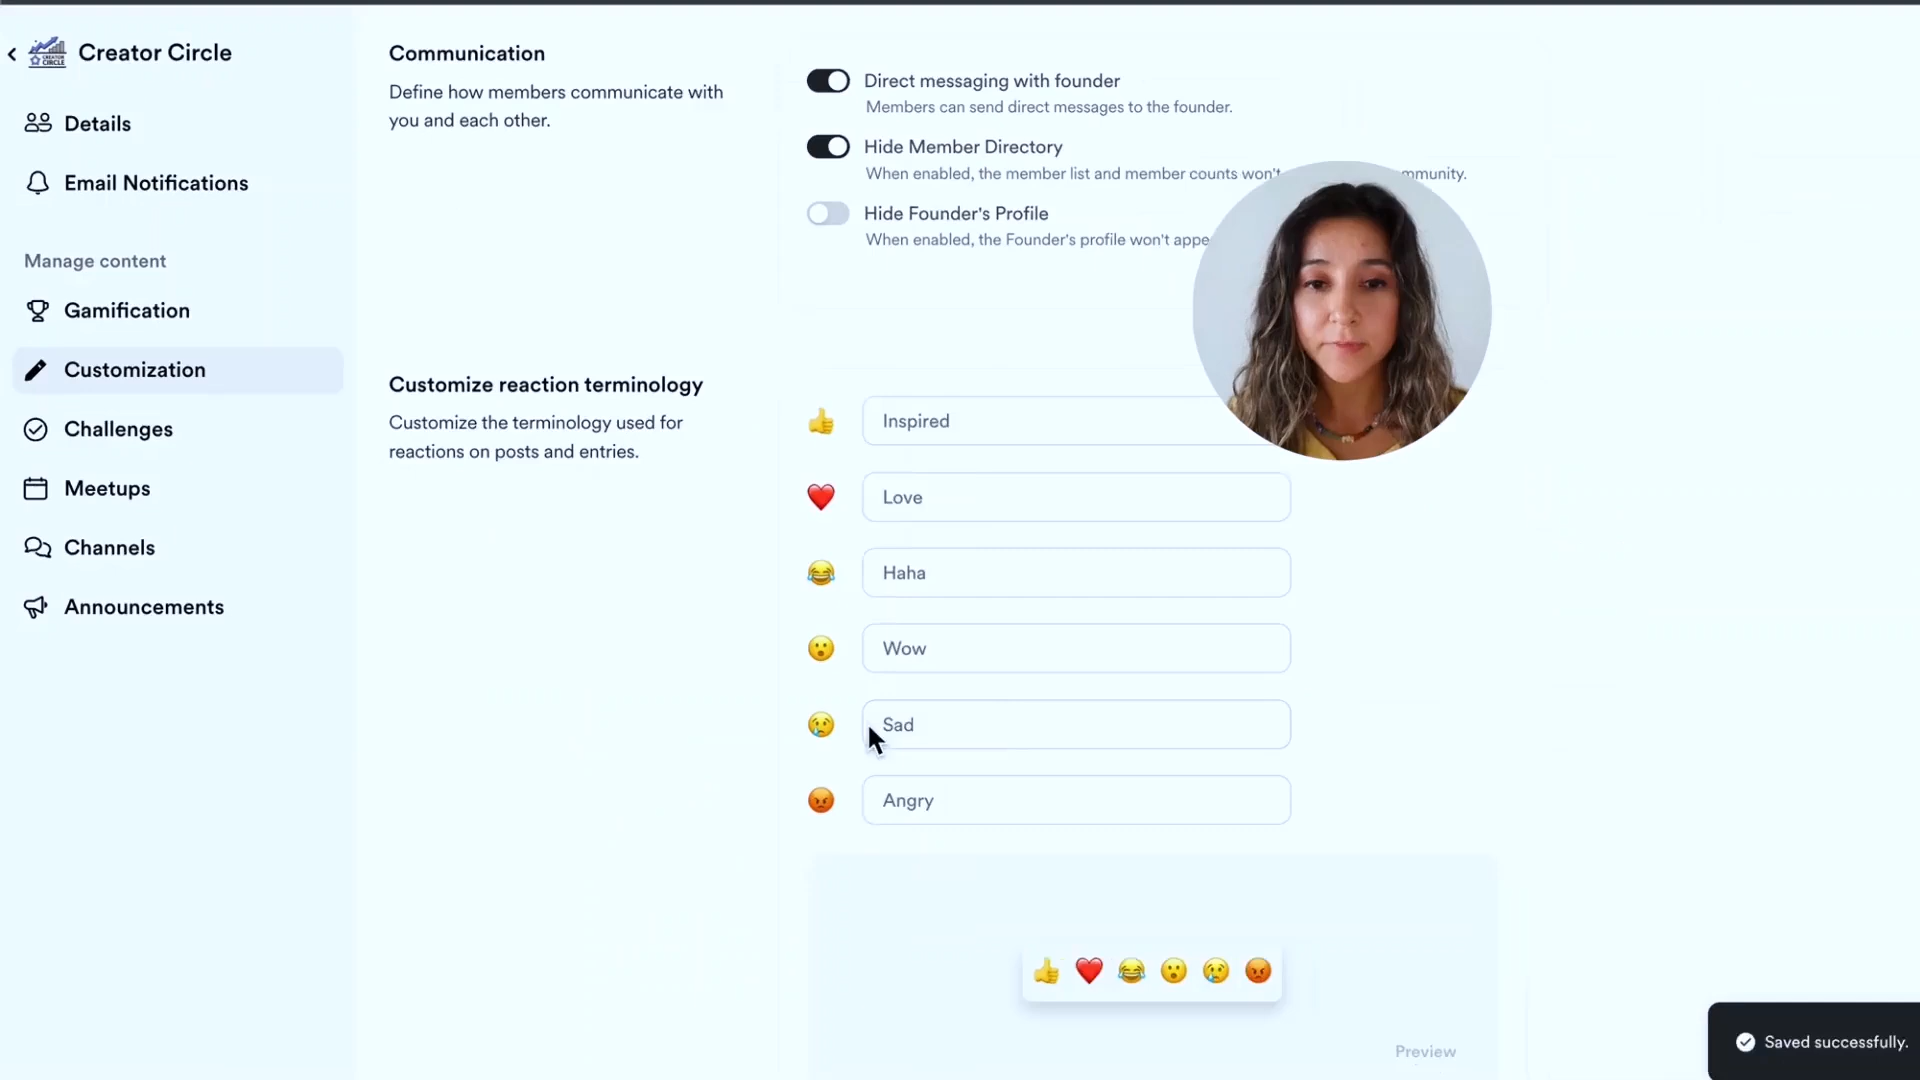 Creator Circle
Details
Email Notifications
Manage content
Gamification
Customization
Challenges
Meetups
Channels
Announcements
Communication
Define how members communicate with
you and each other.
Direct messaging with founder
Members can send direct messages to the founder.
Hide Member Directory
When enabled, the member list and member counts won't
Hide Founder's Profile
When enabled, the Founder's profile won't
Customize reaction terminology
Customize the terminology used for
reactions on posts and entries.
Inspired
Love
Haha
Wow
Sad
Angry
Preview
Saved successfully.